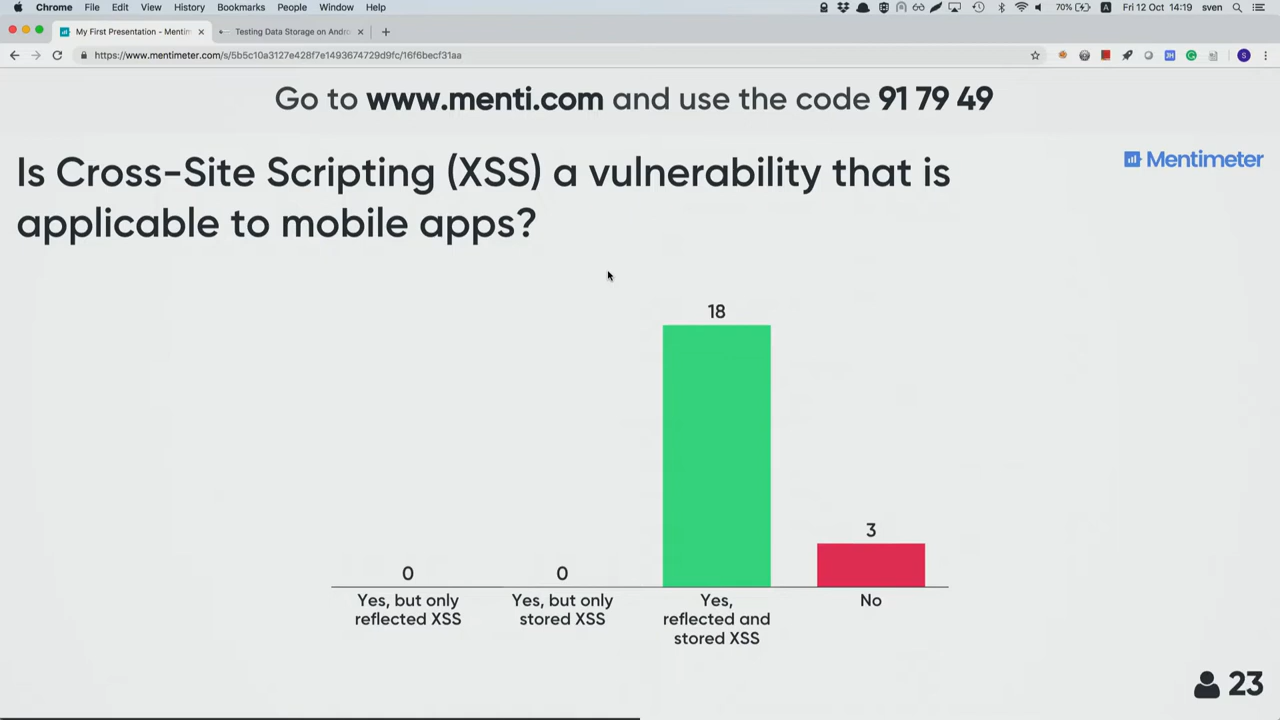 Chrome File Edit View History Bookmarks People Window Help 70% Fri 12 Oct 14:19 sven
My First Presentation - Mentim Testing Data Storage on Andro
https://www.mentimeter.com/s/5b5c10a3127e428f7e1493674729d9fc/16f6becf31aa
Go to www.menti.com and use the code 91 79 49
Is Cross-Site Scripting (XSS) a vulnerability that is
applicable to mobile apps?
Mentimeter
18
3
0
0
Yes, but only
reflected XSS
Yes, but only
stored XSS
Yes,
reflected and
stored XSS
No
23